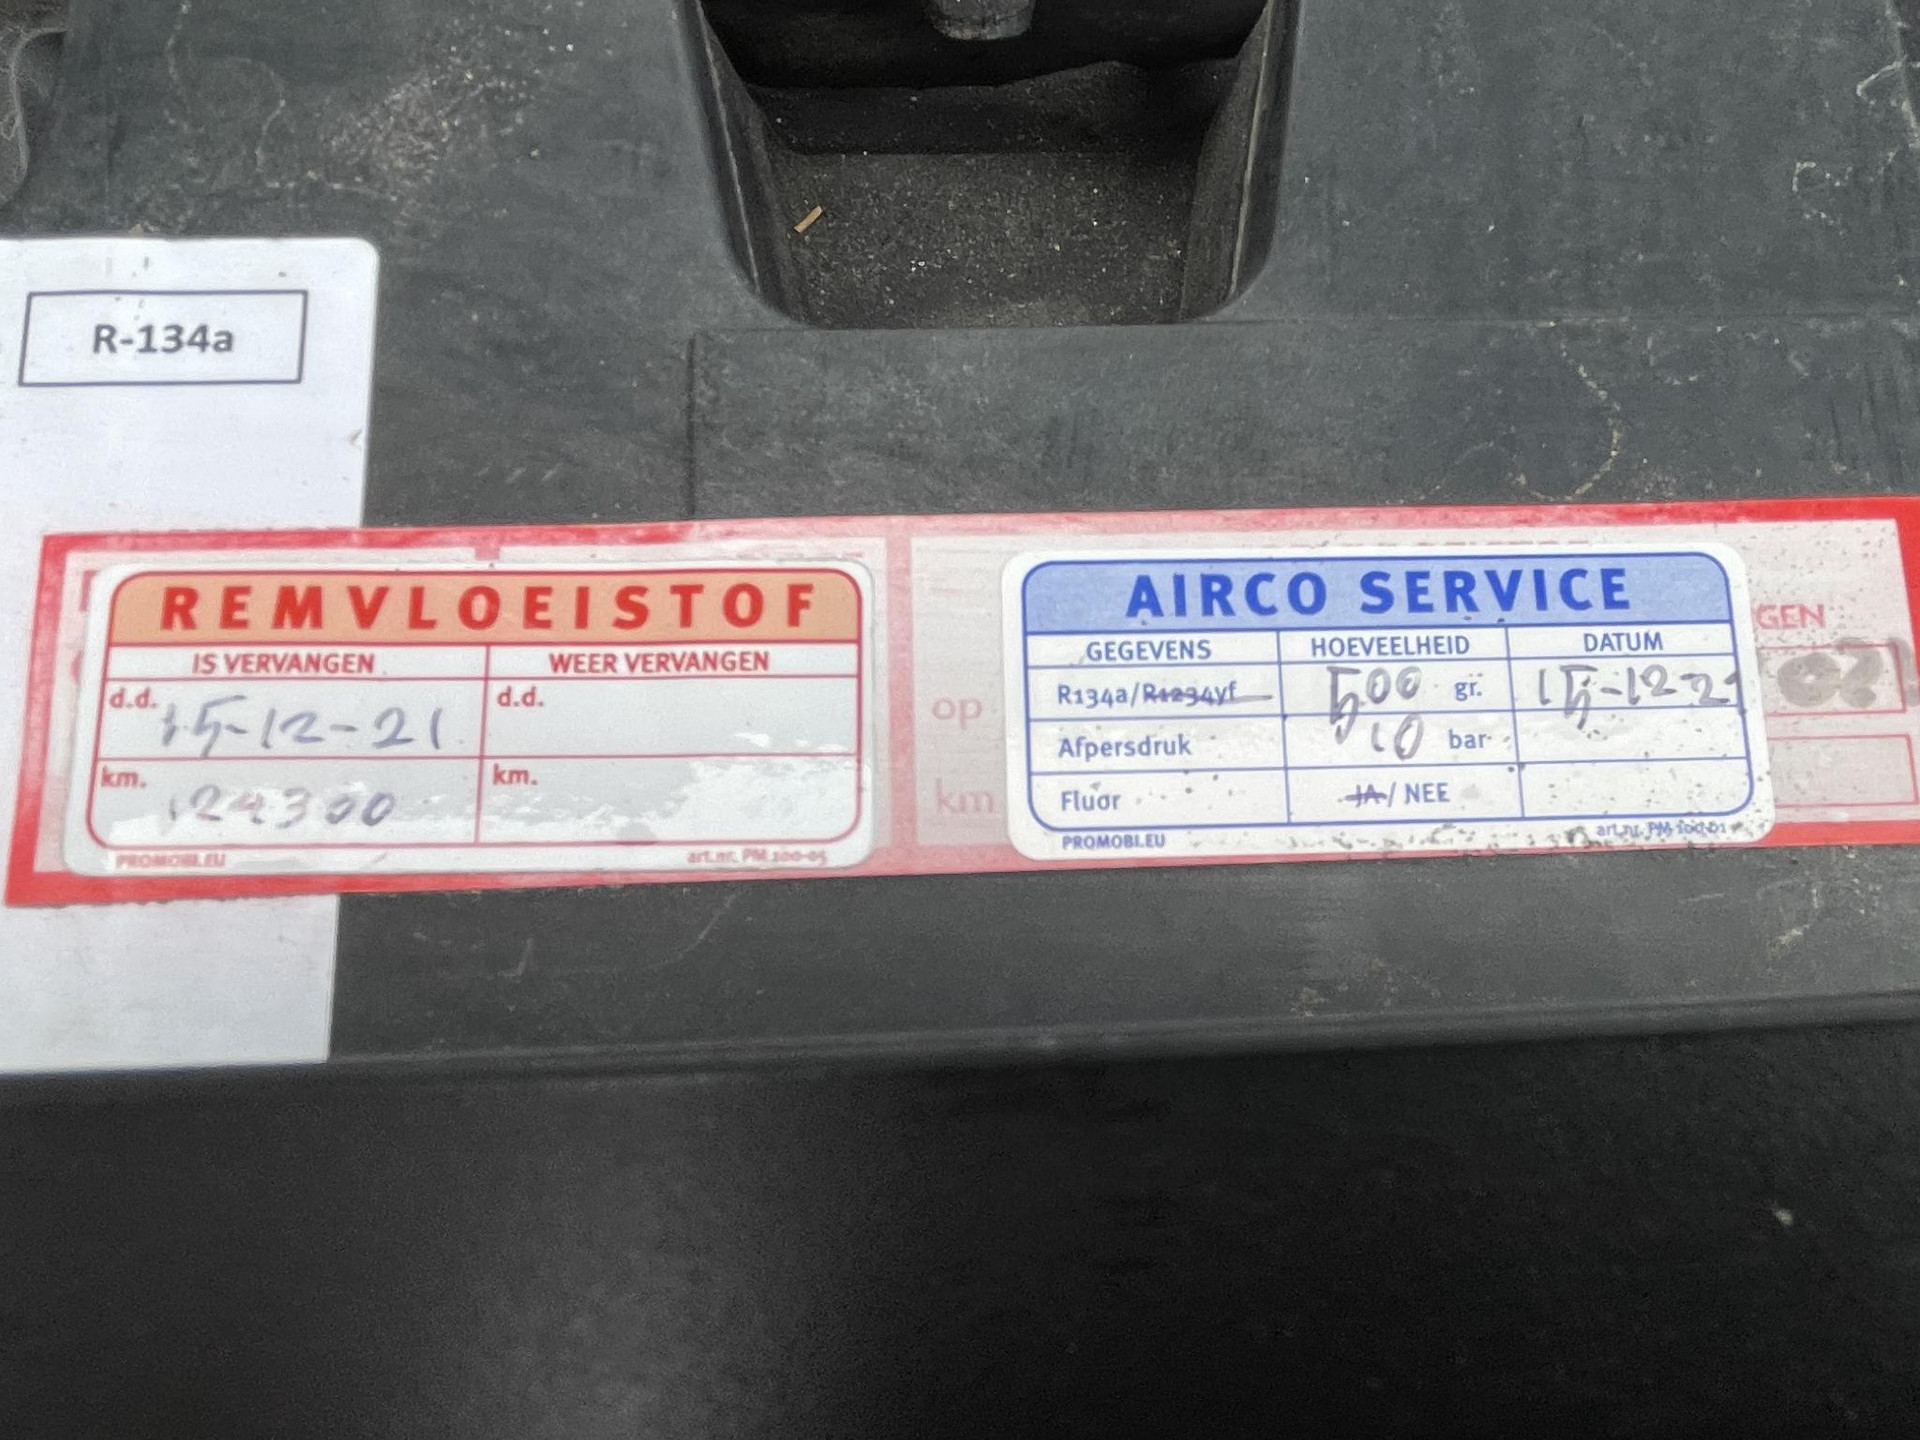 R-134a
REMVLOEISTOF
IS VERVANGEN WEER VERVANGEN
d.d. 15-12-21 d.d.
km. 124300 km.
PROMOBI.EU art.nr. PM 100-05
op
km
AIRCO SERVICE
GEGEVENS HOEVEELHEID DATUM
R134a/R1234yf 500 gr. 15-12-21
Afpersdruk 10 bar
Fluor JA/ NEE
PROMOBI.EU art.nr. PM-100-01
GEN